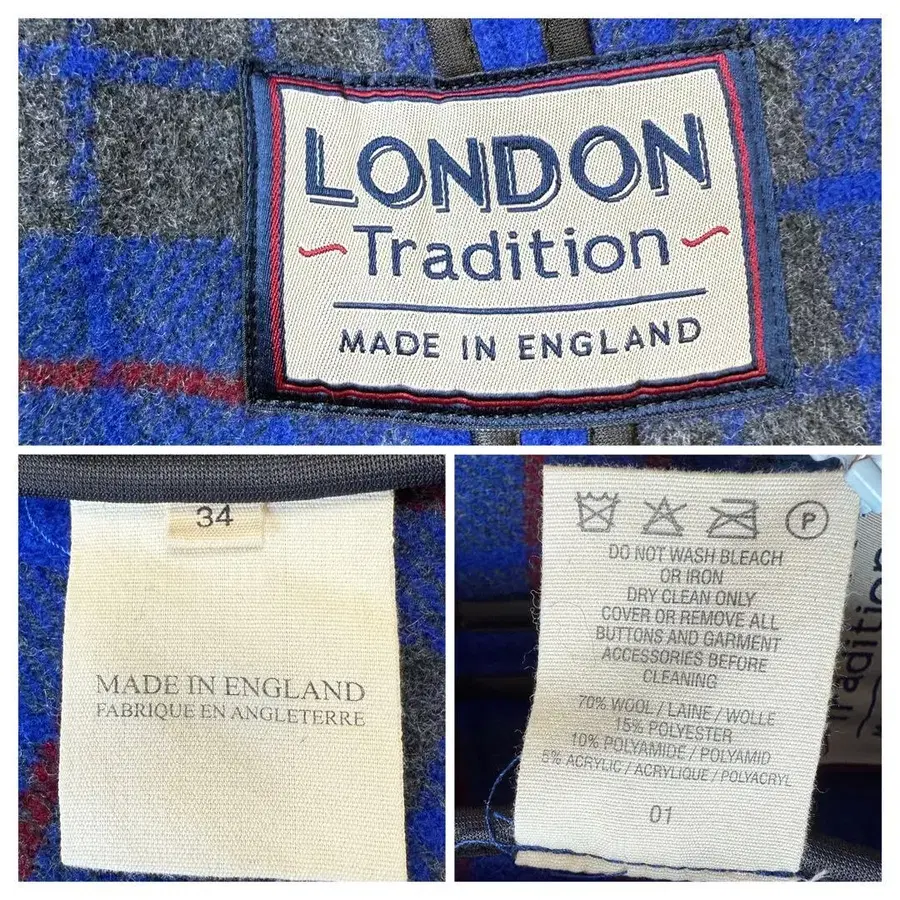 LONDON
Tradition
MADE IN ENGLAND
34
MADE IN ENGLAND
FABRIQUE EN ANGLETERRE
P
DO NOT WASH BLEACH
OR IRON
DRY CLEAN ONLY
COVER OR REMOVE ALL
BUTTONS AND GARMENT
ACCESSORIES BEFORE
CLEANING
70% WOOL / LAINE / WOLLE
15% POLYESTER
10% POLYAMIDE / POLYAMID
5% ACRYLIC / ACRYLIQUE / POLYACRYL
01
Tradition